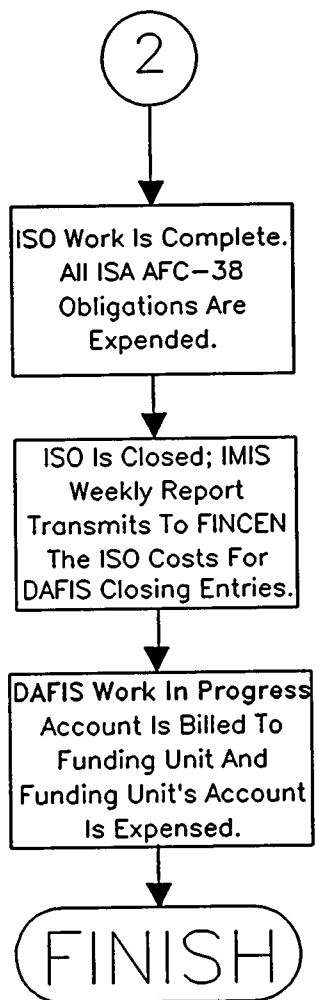 2
ISO Work Is Complete.
All ISA AFC-38
Obligations Are
Expended.
ISO Is Closed; IMIS
Weekly Report
Transmits To FINCEN
The ISO Costs For
DAFIS Closing Entries.
DAFIS Work In Progress
Account Is Billed To
Funding Unit And
Funding Unit's Account
Is Expensed.
FINISH